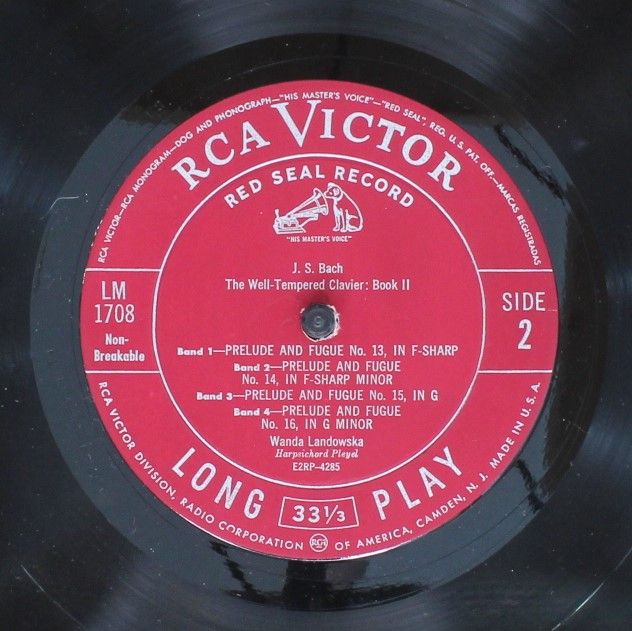 RCA VICTOR—RCA MONOGRAM—DOG AND PHONOGRAPH—"HIS MASTER'S VOICE"—"RED SEAL", REG. U.S. PAT. OFF.—MARCAS REGISTRADAS
RCA VICTOR
RED SEAL RECORD
"HIS MASTER'S VOICE"
J. S. Bach
The Well-Tempered Clavier: Book II
LM
1708
Non-
Breakable
SIDE
2
Band 1—PRELUDE AND FUGUE No. 13, IN F-SHARP
Band 2—PRELUDE AND FUGUE
No. 14, IN F-SHARP MINOR
Band 3—PRELUDE AND FUGUE No. 15, IN G
Band 4—PRELUDE AND FUGUE
No. 16, IN G MINOR
Wanda Landowska
Harpsichord Pleyel
E2RP—4285
LONG 33 1/3 PLAY
RCA VICTOR DIVISION, RADIO CORPORATION RCA OF AMERICA, CAMDEN, N. J. MADE IN U.S.A.